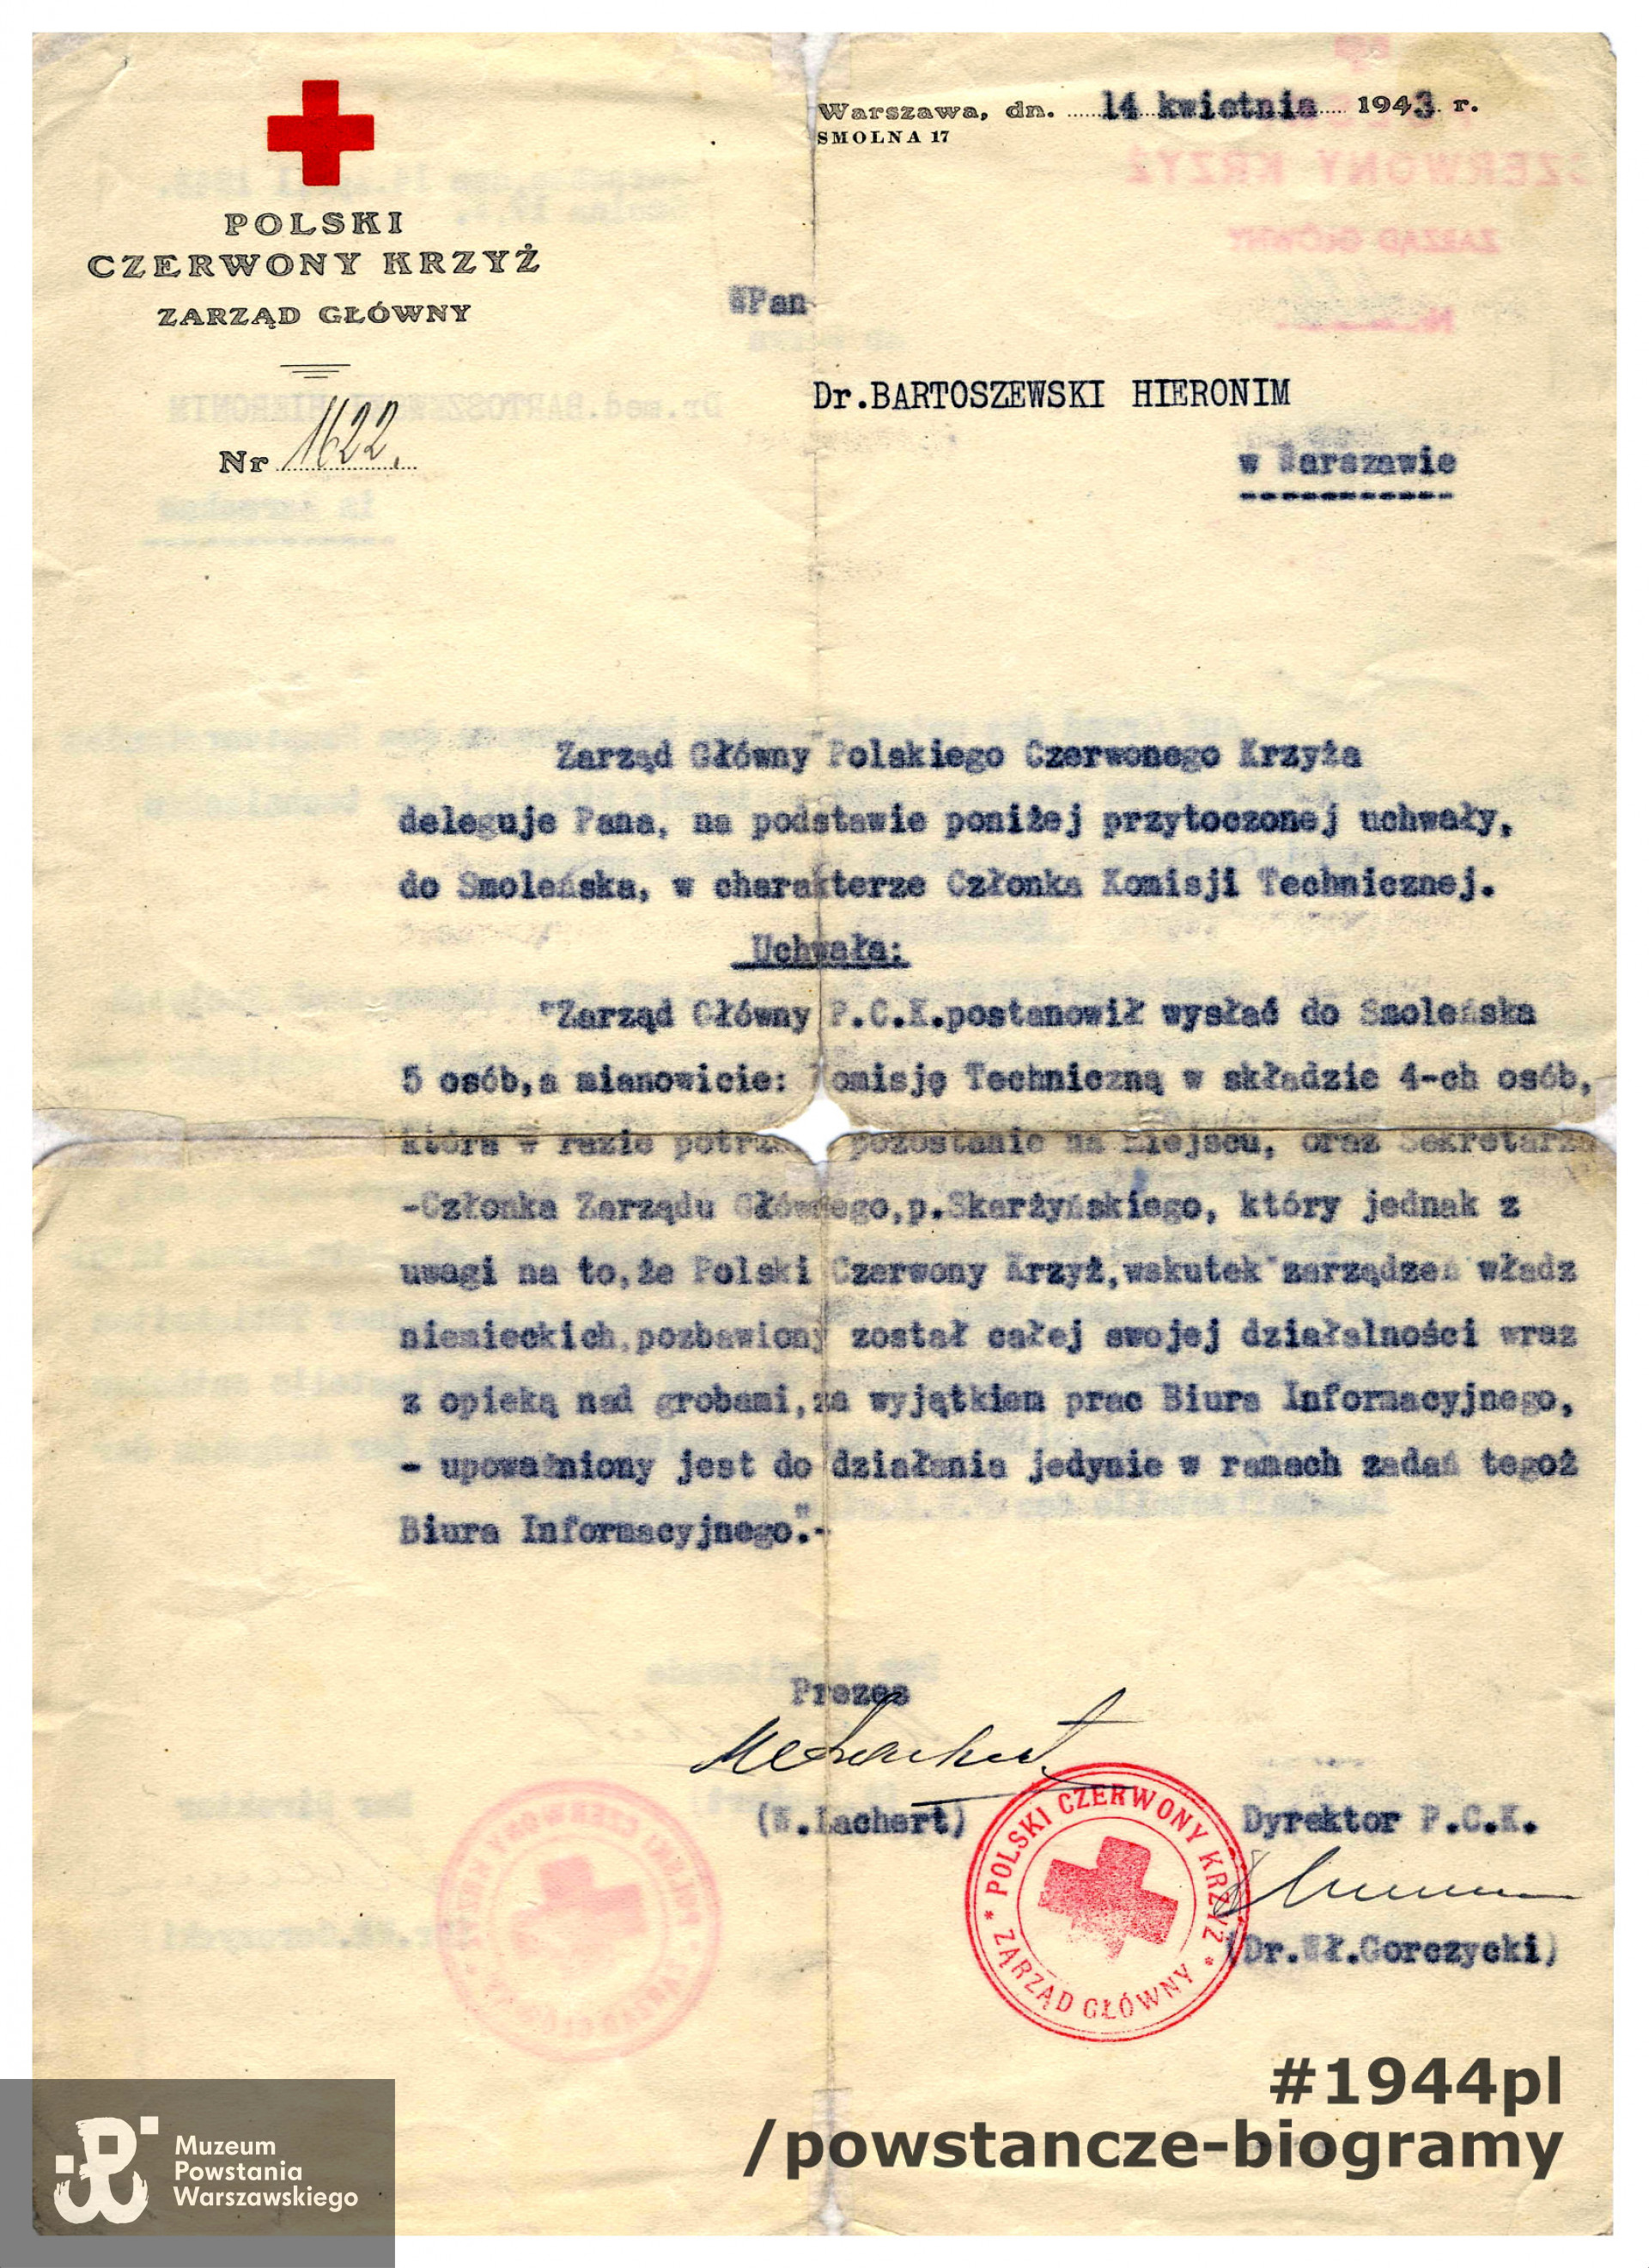 Warszawa, dn. 14 kwietnia 1943 r.
SMOLNA 17
POLSKI
CZERWONY KRZYŻ
ZARZĄD GŁÓWNY
Nr 1622.
WPan
Dr.BARTOSZEWSKI HIERONIM
w Warszawie
Zarząd Główny Polskiego Czerwonego Krzyża
deleguje Pana, na podstawie poniżej przytoczonej uchwały,
do Smoleńska, w charakterze Członka Komisji Technicznej.
Uchwała:
"Zarząd Główny P.C.K.postanowił wysłać do Smoleńska
5 osób,a mianowicie: Komisję Techniczną w składzie 4-ch osób,
która w razie pozostanie na miejscu, oraz Sekretarza
-Członka Zarządu Głównego,p.Skarżyńskiego, który jednak z
uwagi na to,że Polski Czerwony Krzyż,wskutek zarządzeń władz
niemieckich,pozbawiony został całej swojej działalności wraz
z opieką nad grobami,za wyjątkiem prac Biura Informacyjnego,
- upoważniony jest do działania jedynie w ramach zadań tegoż
Biura Informacyjnego."-
Prezes
(W.Lachert)
POLSKI CZERWONY KRZYŻ * ZARZĄD GŁÓWNY *
Dyrektor P.C.K.
(Dr.Wł.Gorczycki)
#1944pl
/powstancze-biogramy
Muzeum
Powstania
Warszawskiego